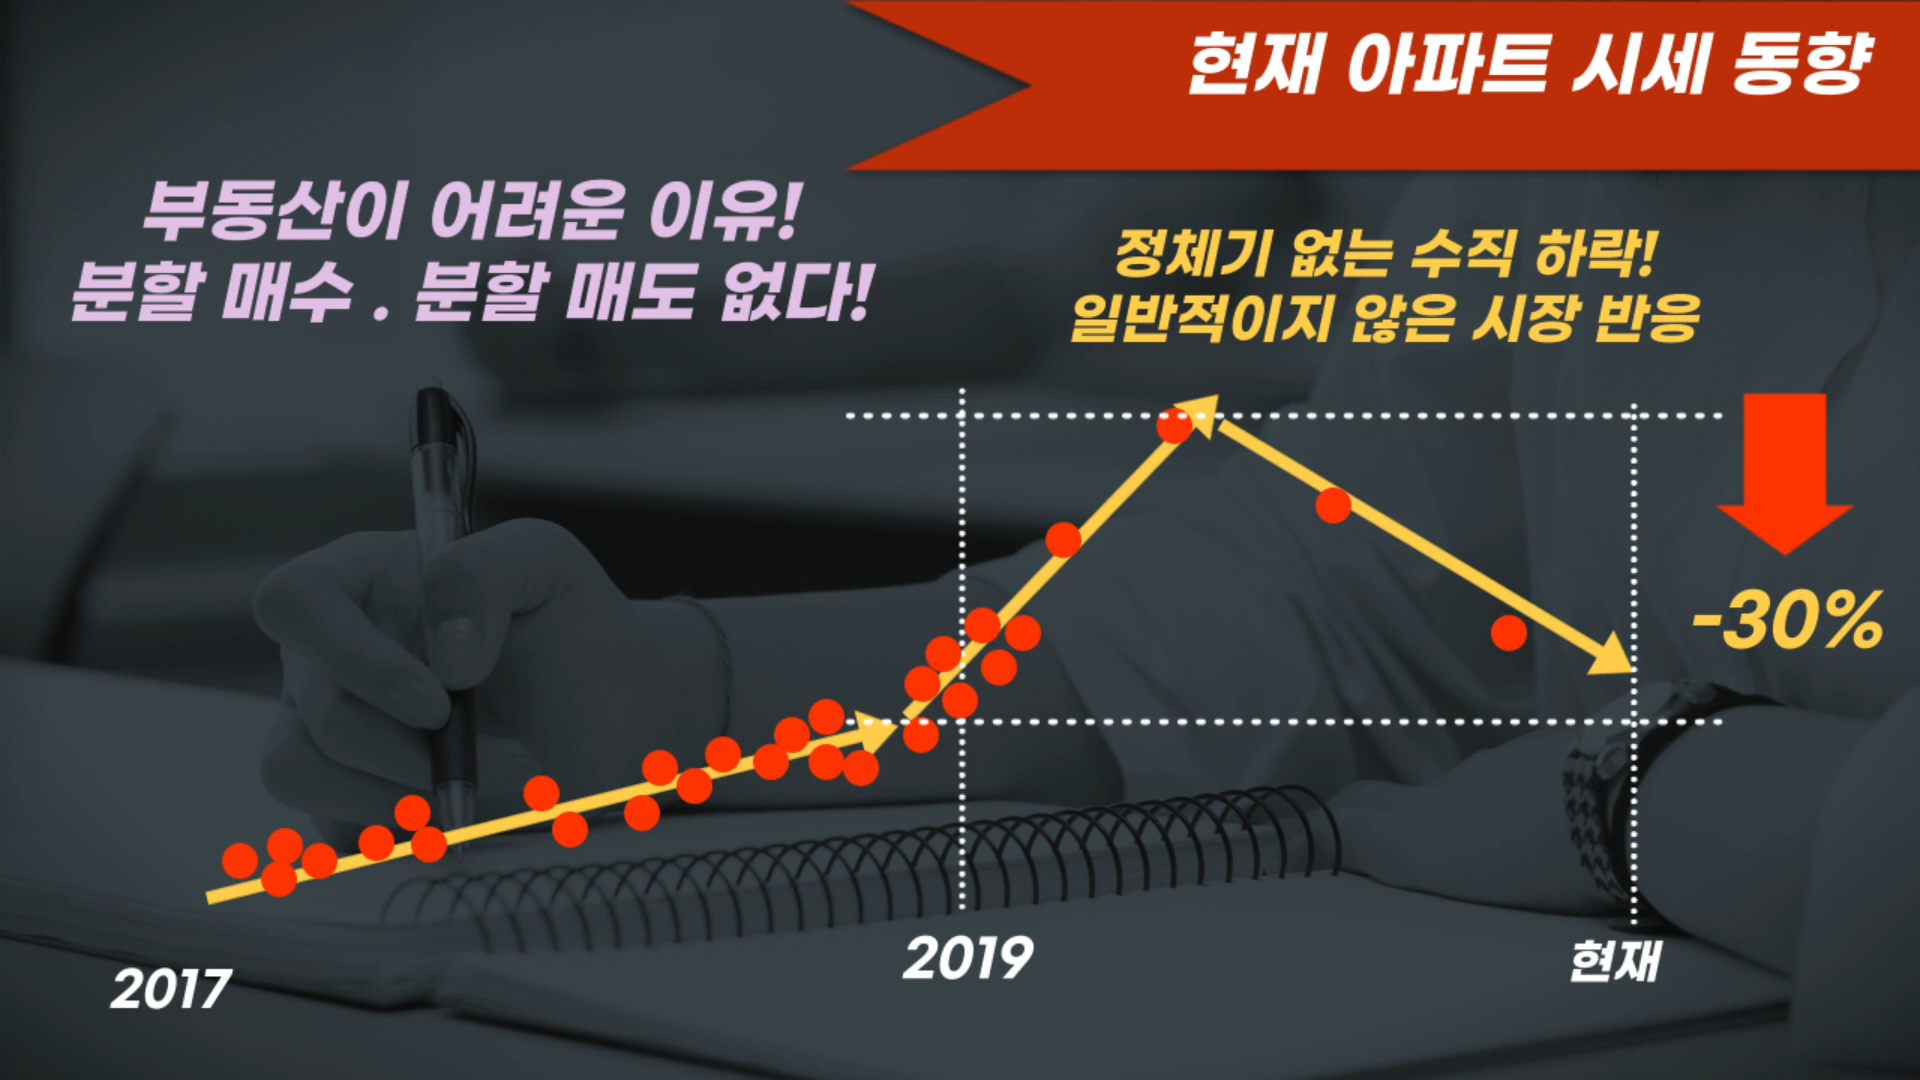 현재 아파트 시세 동향
부동산이 어려운 이유!
분할 매수 . 분할 매도 없다!
정체기 없는 수직 하락!
일반적이지 않은 시장 반응
-30%
2017
2019
현재